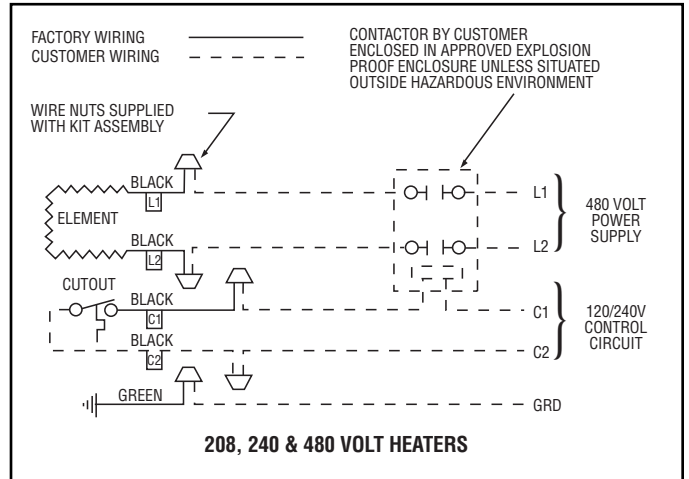 FACTORY WIRING
CUSTOMER WIRING
CONTACTOR BY CUSTOMER
ENCLOSED IN APPROVED EXPLOSION
PROOF ENCLOSURE UNLESS SITUATED
OUTSIDE HAZARDOUS ENVIRONMENT
WIRE NUTS SUPPLIED
WITH KIT ASSEMBLY
BLACK
L1
ELEMENT
BLACK
L2
L1
L2
480 VOLT
POWER
SUPPLY
CUTOUT
BLACK
C1
BLACK
C2
C1
C2
120/240V
CONTROL
CIRCUIT
GREEN
GRD
208, 240 & 480 VOLT HEATERS